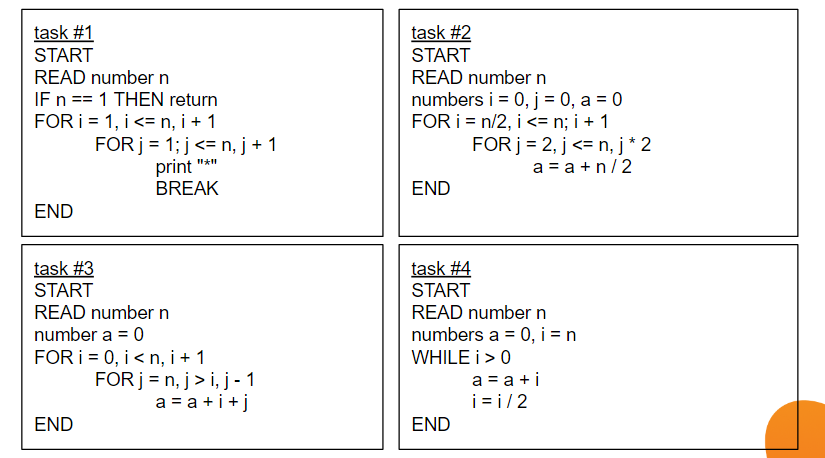 task #1
START
READ number n
IF n == 1 THEN return
FOR i = 1, i <= n, i + 1
FOR j = 1; j <= n, j + 1
print "*"
BREAK
END
task #2
START
READ number n
numbers i = 0, j = 0, a = 0
FOR i = n/2, i <= n; i + 1
FOR j = 2, j <= n, j * 2
a = a + n / 2
END
task #3
START
READ number n
number a = 0
FOR i = 0, i < n, i + 1
FOR j = n, j > i, j - 1
a = a + i + j
END
task #4
START
READ number n
numbers a = 0, i = n
WHILE i > 0
a = a + i
i = i / 2
END